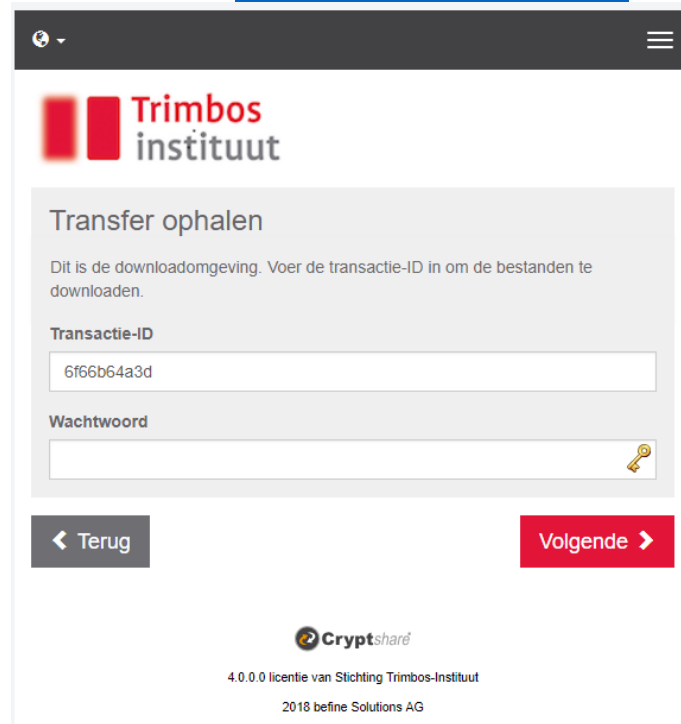 Trimbos
instituut
Transfer ophalen
Dit is de downloadomgeving. Voer de transactie-ID in om de bestanden te
downloaden.
Transactie-ID
6f66b64a3d
Wachtwoord
Terug
Volgende
Cryptshare
4.0.0.0 licentie van Stichting Trimbos-Instituut
2018 befine Solutions AG